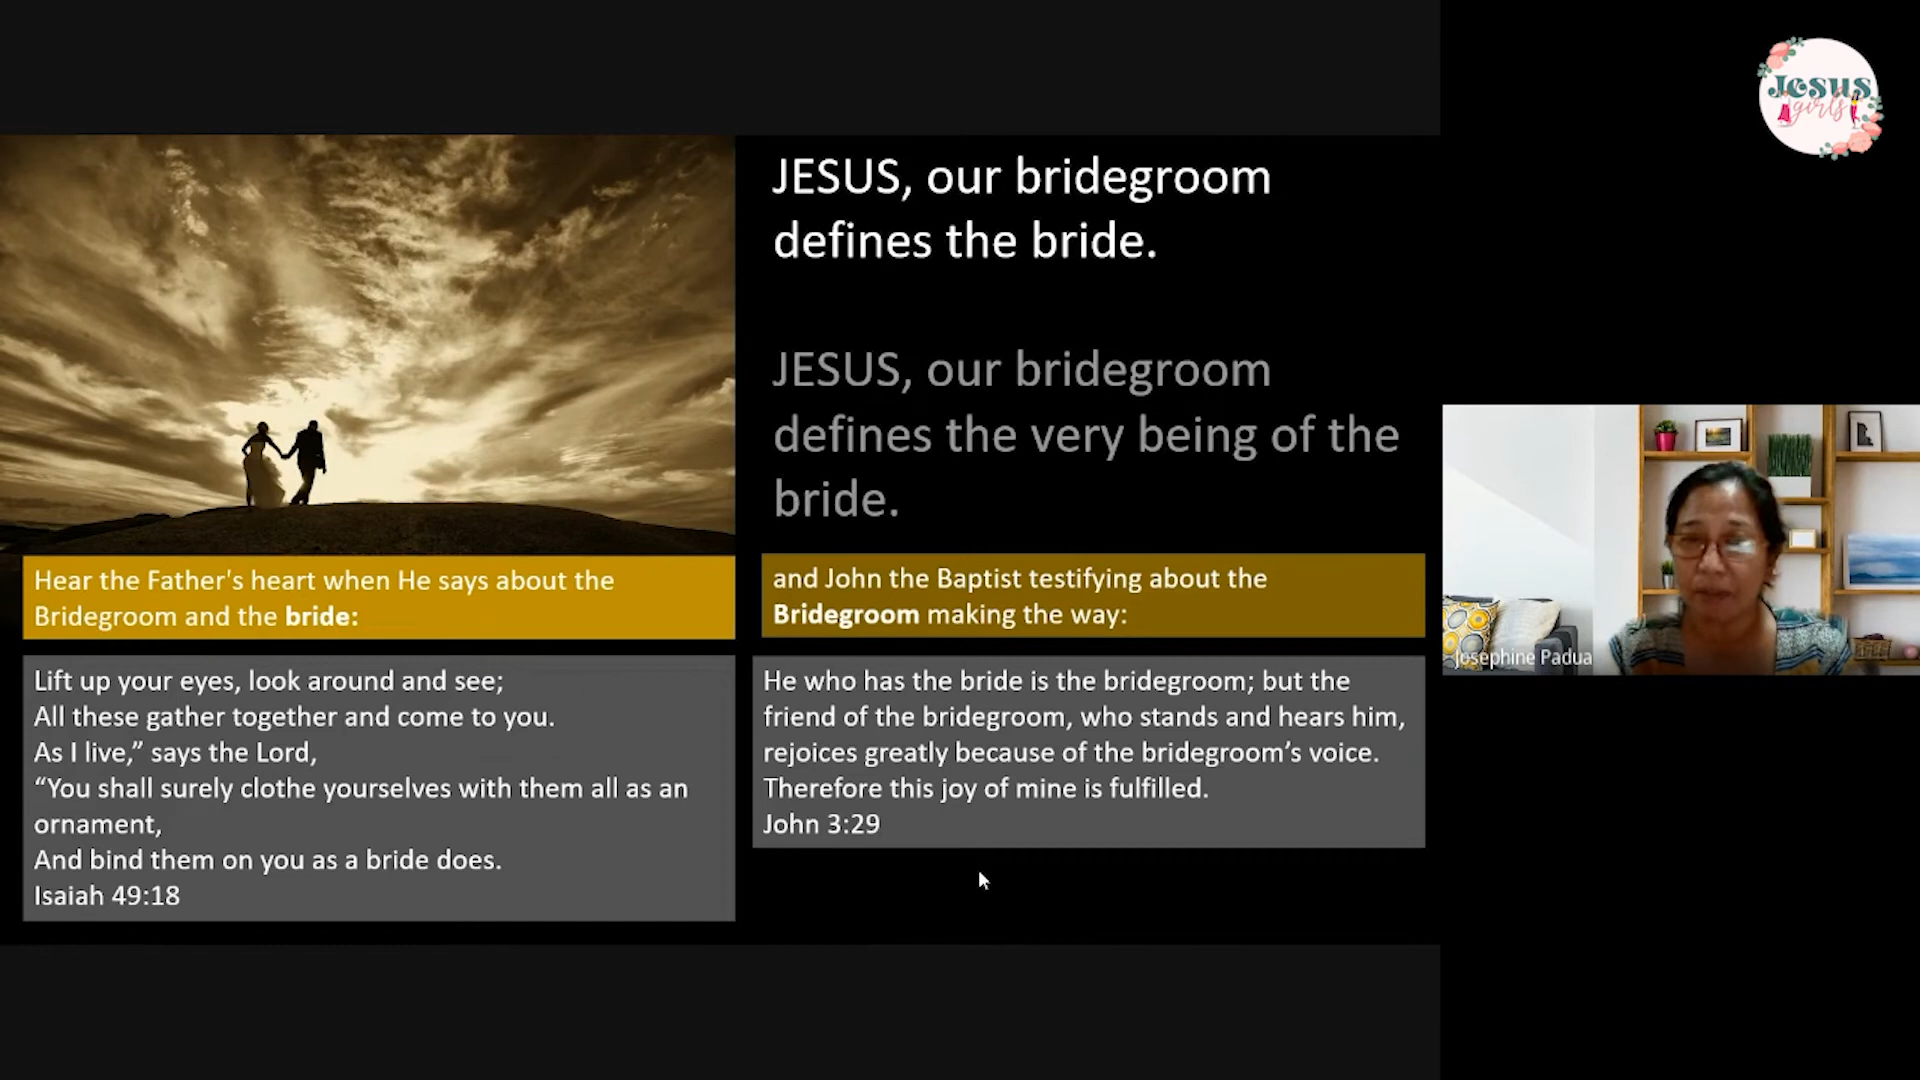 Jesus
girls
JESUS, our bridegroom
defines the bride.
JESUS, our bridegroom
defines the very being of the
bride.
Hear the Father's heart when He says about the
Bridegroom and the bride:
and John the Baptist testifying about the
Bridegroom making the way:
Lift up your eyes, look around and see;
All these gather together and come to you.
As I live,” says the Lord,
“You shall surely clothe yourselves with them all as an
ornament,
And bind them on you as a bride does.
Isaiah 49:18
He who has the bride is the bridegroom; but the
friend of the bridegroom, who stands and hears him,
rejoices greatly because of the bridegroom’s voice.
Therefore this joy of mine is fulfilled.
John 3:29
Josephine Padua